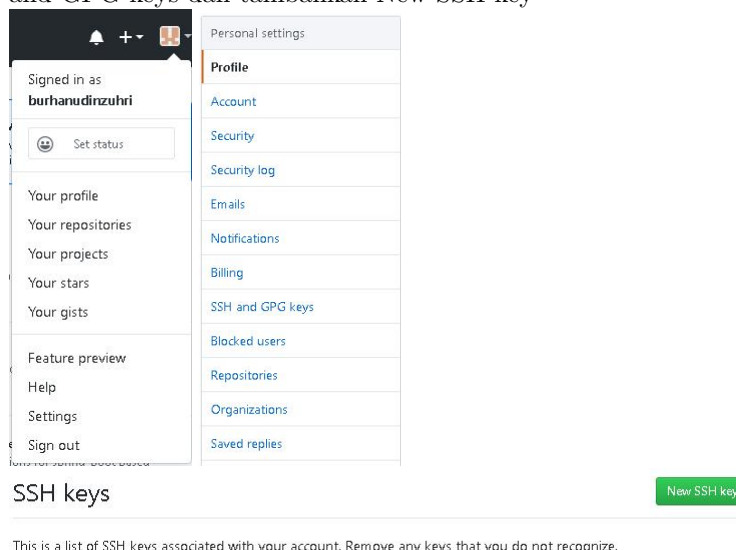 and GPG keys dan tambahkan New SSH key
Signed in as
burhanudinzuhri
Set status
Your profile
Your repositories
Your projects
Your stars
Your gists
Feature preview
Help
Settings
Sign out
Personal settings
Profile
Account
Security
Security log
Emails
Notifications
Billing
SSH and GPG keys
Blocked users
Repositories
Organizations
Saved replies
SSH keys
New SSH key
This is a list of SSH keys associated with your account. Remove any keys that you do not recognize.